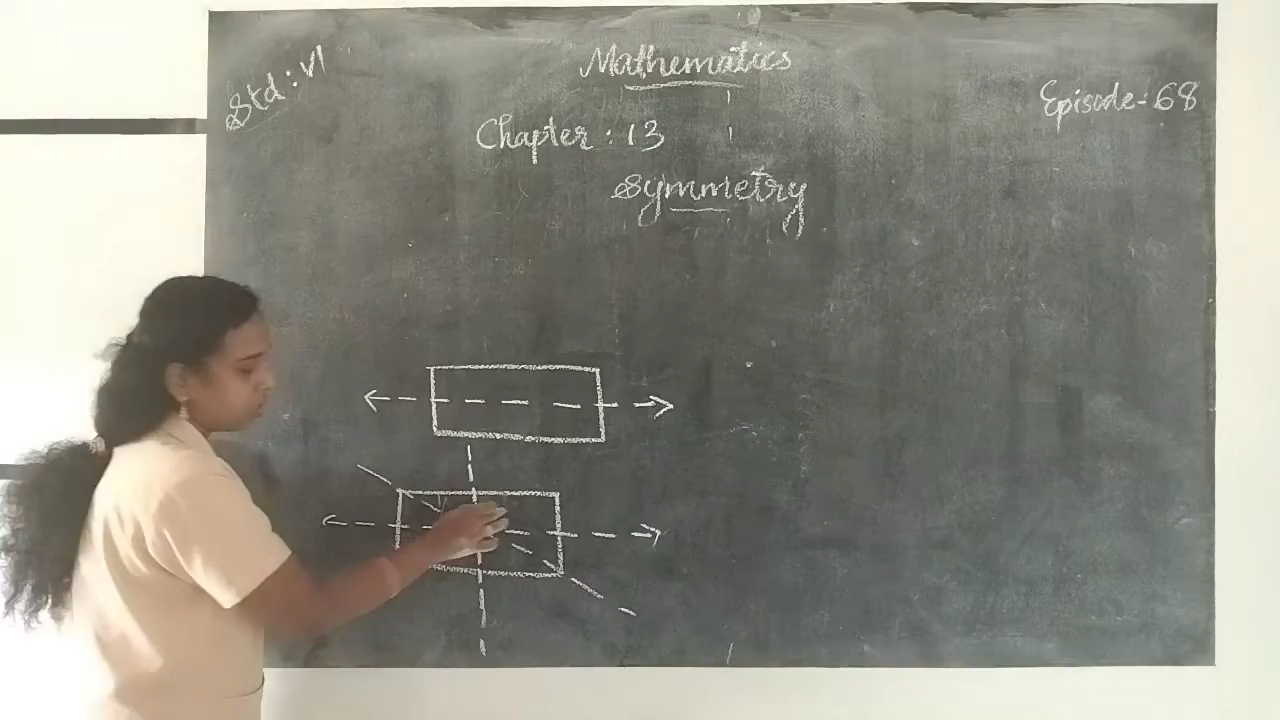 Std : VI
Mathematics
Episode-: 68
Chapter : 13
Symmetry